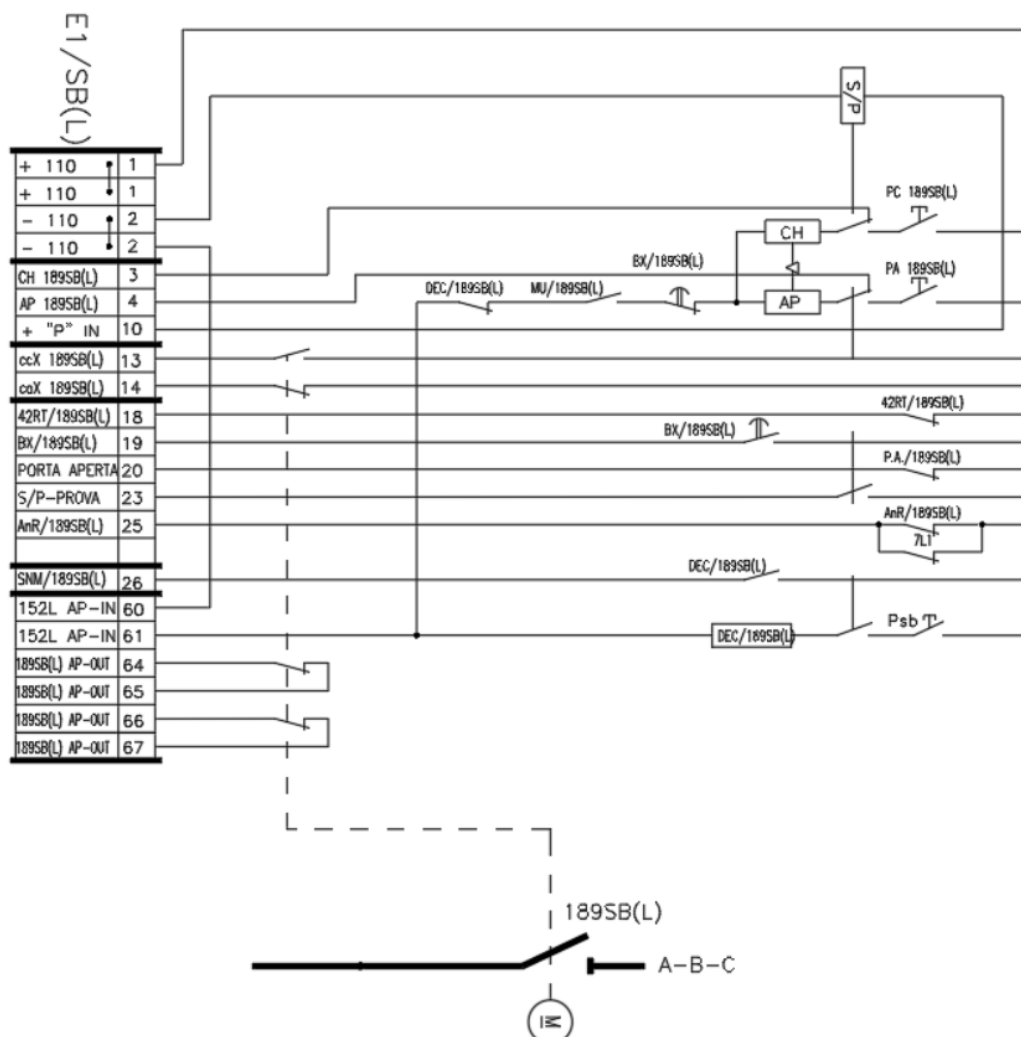 E1/SB(L)
+ 110 1
+ 110 1
- 110 2
- 110 2
CH 189SB(L) 3
AP 189SB(L) 4
+ "P" IN 10
ccX 189SB(L) 13
caX 189SB(L) 14
42RT/189SB(L) 18
BX/189SB(L) 19
PORTA APERTA 20
S/P-PROVA 23
AnR/189SB(L) 25
SNM/189SB(L) 26
152L AP-IN 60
152L AP-IN 61
189SB(L) AP-OUT 64
189SB(L) AP-OUT 65
189SB(L) AP-OUT 66
189SB(L) AP-OUT 67
S/P
PC 189SB(L)
CH
BX/189SB(L)
PA 189SB(L)
DEC/189SB(L)
MU/189SB(L)
AP
42RT/189SB(L)
BX/189SB(L)
P.A./189SB(L)
AnR/189SB(L)
7L1
DEC/189SB(L)
Psb
DEC/189SB(L)
189SB(L)
A-B-C
M